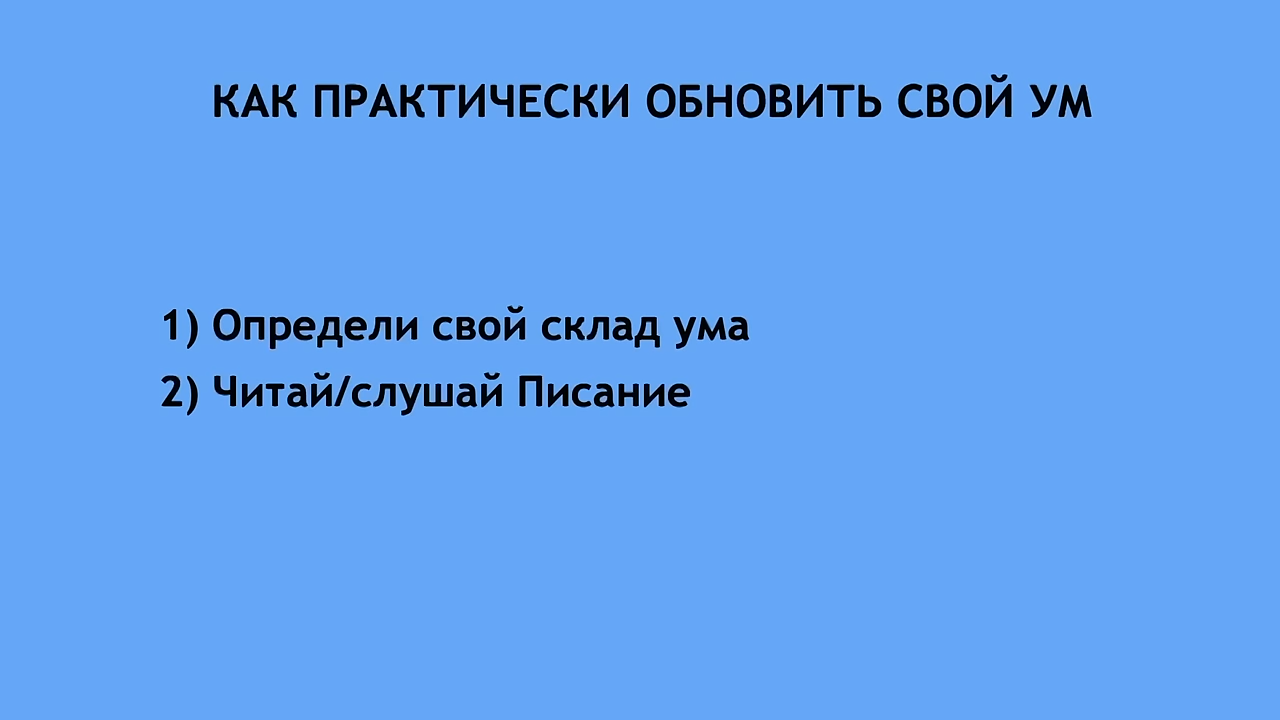 КАК ПРАКТИЧЕСКИ ОБНОВИТЬ СВОЙ УМ
1) Определи свой склад ума
2) Читай/слушай Писание